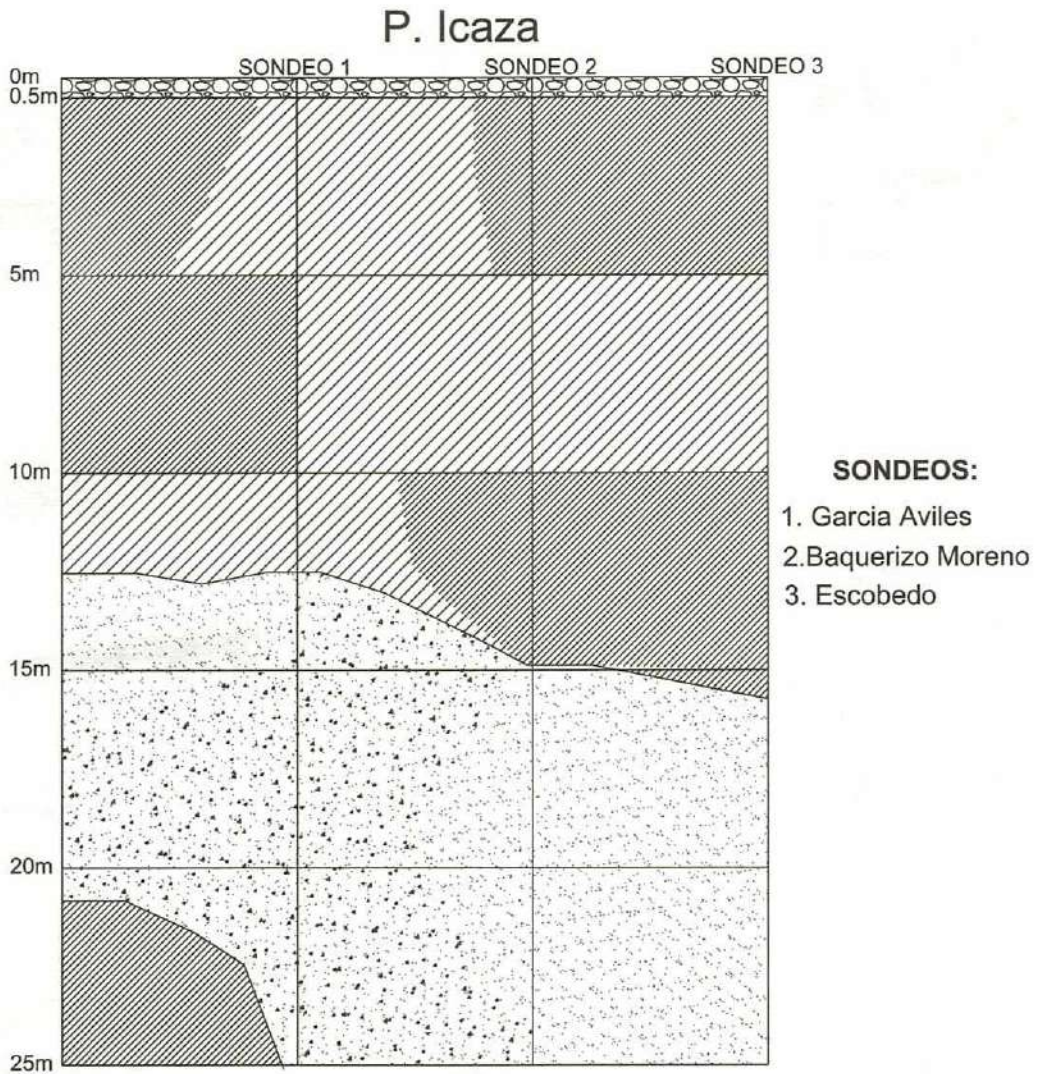 P. Icaza
SONDEO 1 SONDEO 2 SONDEO 3
0m
0.5m
5m
10m
15m
20m
25m
SONDEOS:
1. Garcia Aviles
2.Baquerizo Moreno
3. Escobedo